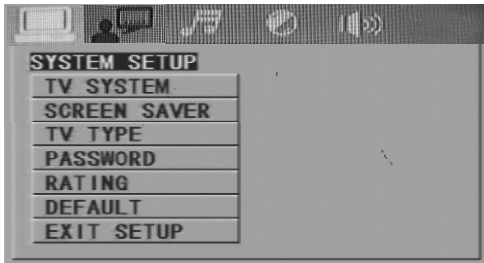 SYSTEM SETUP
TV SYSTEM
SCREEN SAVER
TV TYPE
PASSWORD
RATING
DEFAULT
EXIT SETUP